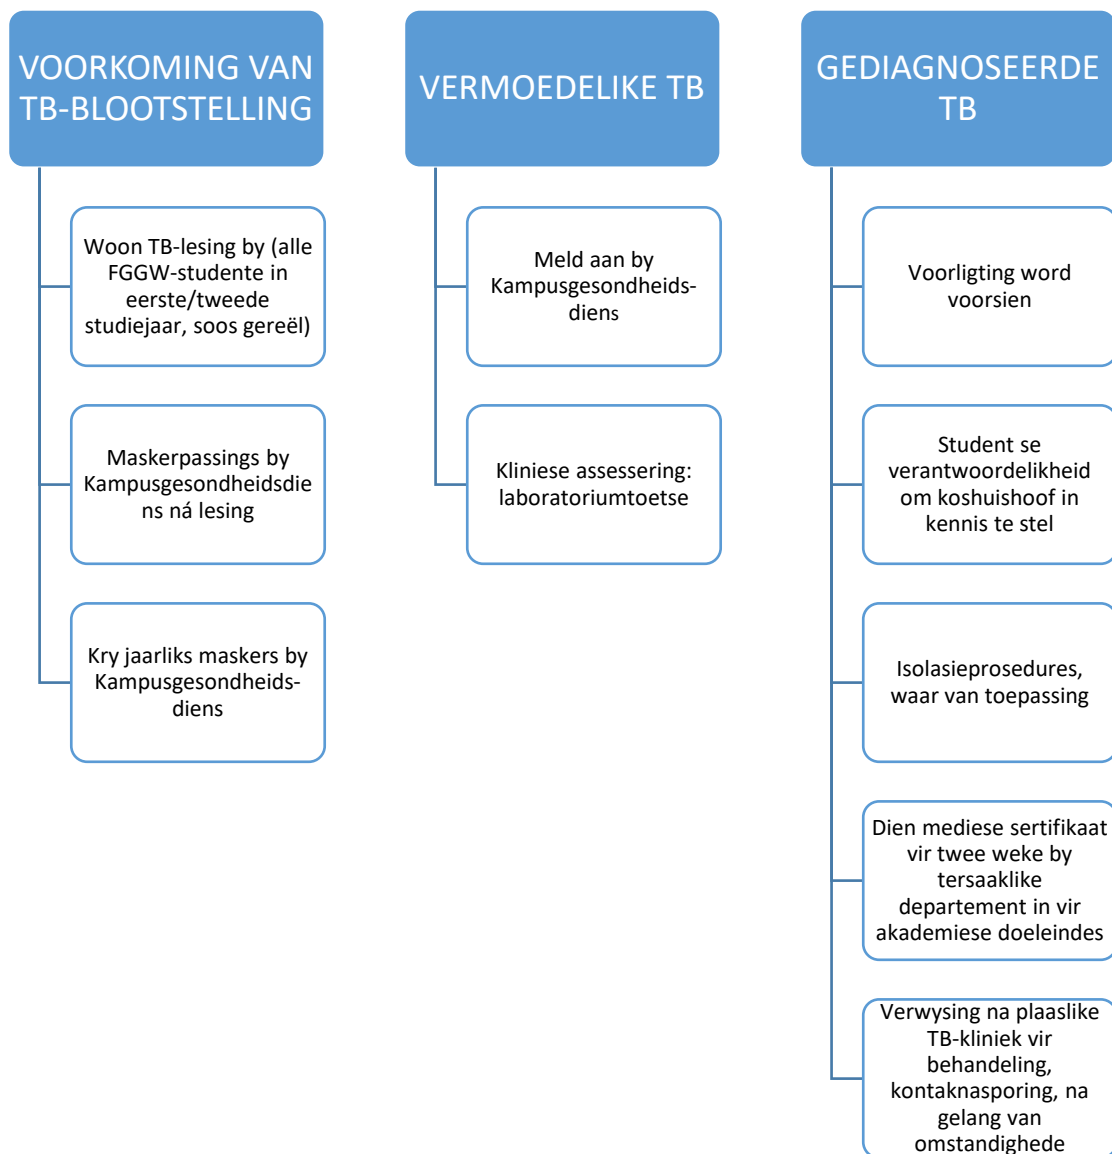 VOORKOMING VAN
TB-BLOOTSTELLING
Woon TB-lesing by (alle
FGGW-studente in
eerste/tweede
studiejaar, soos gereël)
Maskerpassings by
Kampusgesondheidsdie
ns ná lesing
Kry jaarliks maskers by
Kampusgesondheids-
diens
VERMOEDELIKE TB
Meld aan by
Kampusgesondheids-
diens
Kliniese assessering:
laboratoriumtoetse
GEDIAGNOSEERDE
TB
Voorligting word
voorsien
Student se
verantwoordelikheid
om koshuishoof in
kennis te stel
Isolasieprosedures,
waar van toepassing
Dien mediese sertifikaat
vir twee weke by
tersaaklike
departement in vir
akademiese doeleindes
Verwysing na plaaslike
TB-kliniek vir
behandeling,
kontaknasporing, na
gelang van
omstandighede